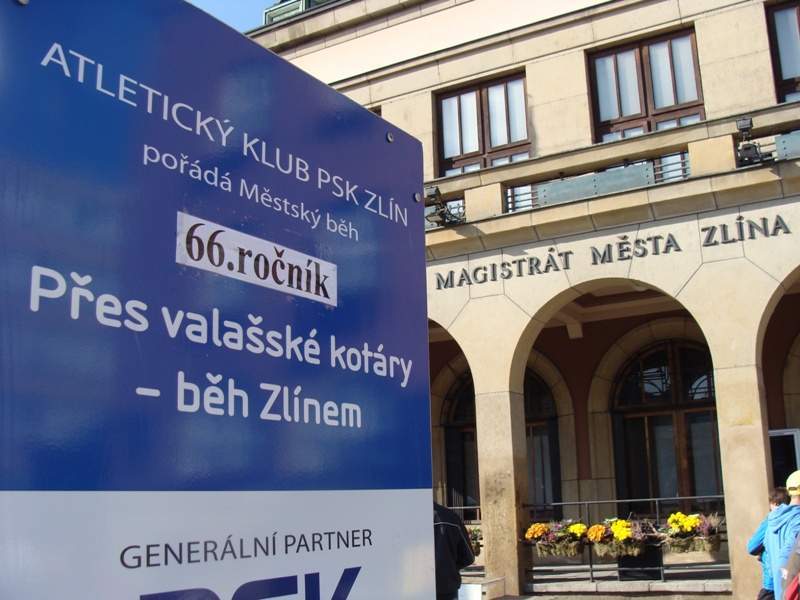 ATLETICKÝ KLUB PSK ZLÍN
pořádá Městský běh
66.ročník
Přes valašské kotáry
– běh Zlínem
GENERÁLNÍ PARTNER
PSK
MAGISTRÁT MĚSTA ZLÍNA